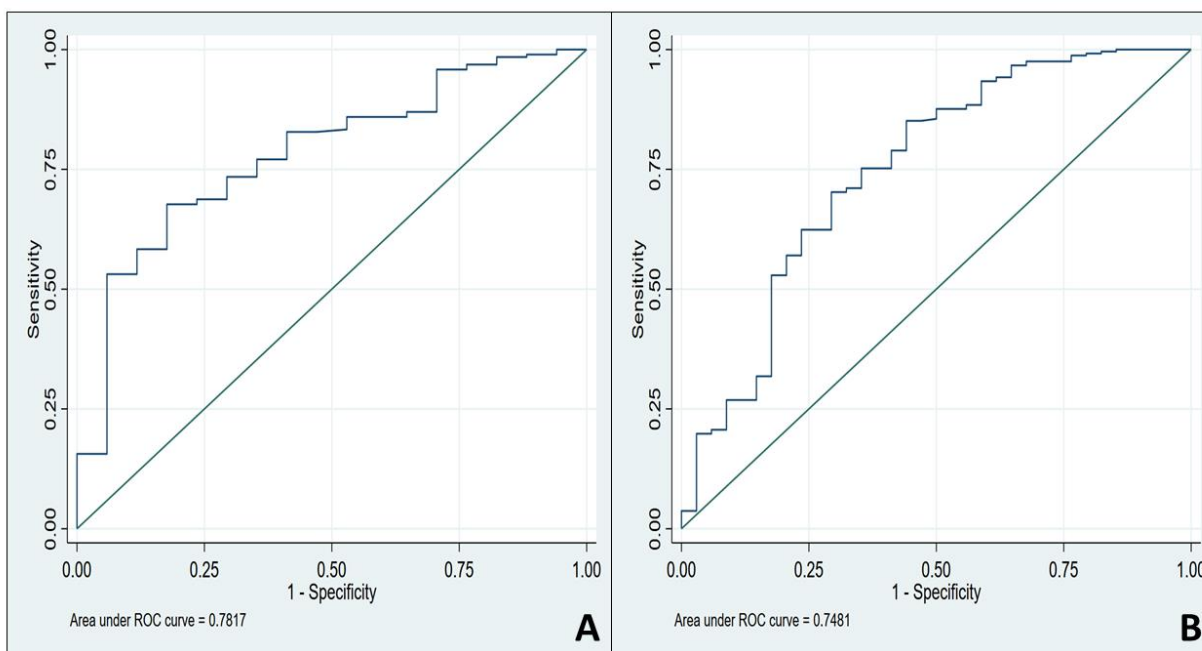 1.00
0.75
Sensitivity
0.50
0.25
0.00
0.00 0.25 0.50 0.75 1.00
1 - Specificity
Area under ROC curve = 0.7817
A
1.00
0.75
Sensitivity
0.50
0.25
0.00
0.00 0.25 0.50 0.75 1.00
1 - Specificity
Area under ROC curve = 0.7481
B